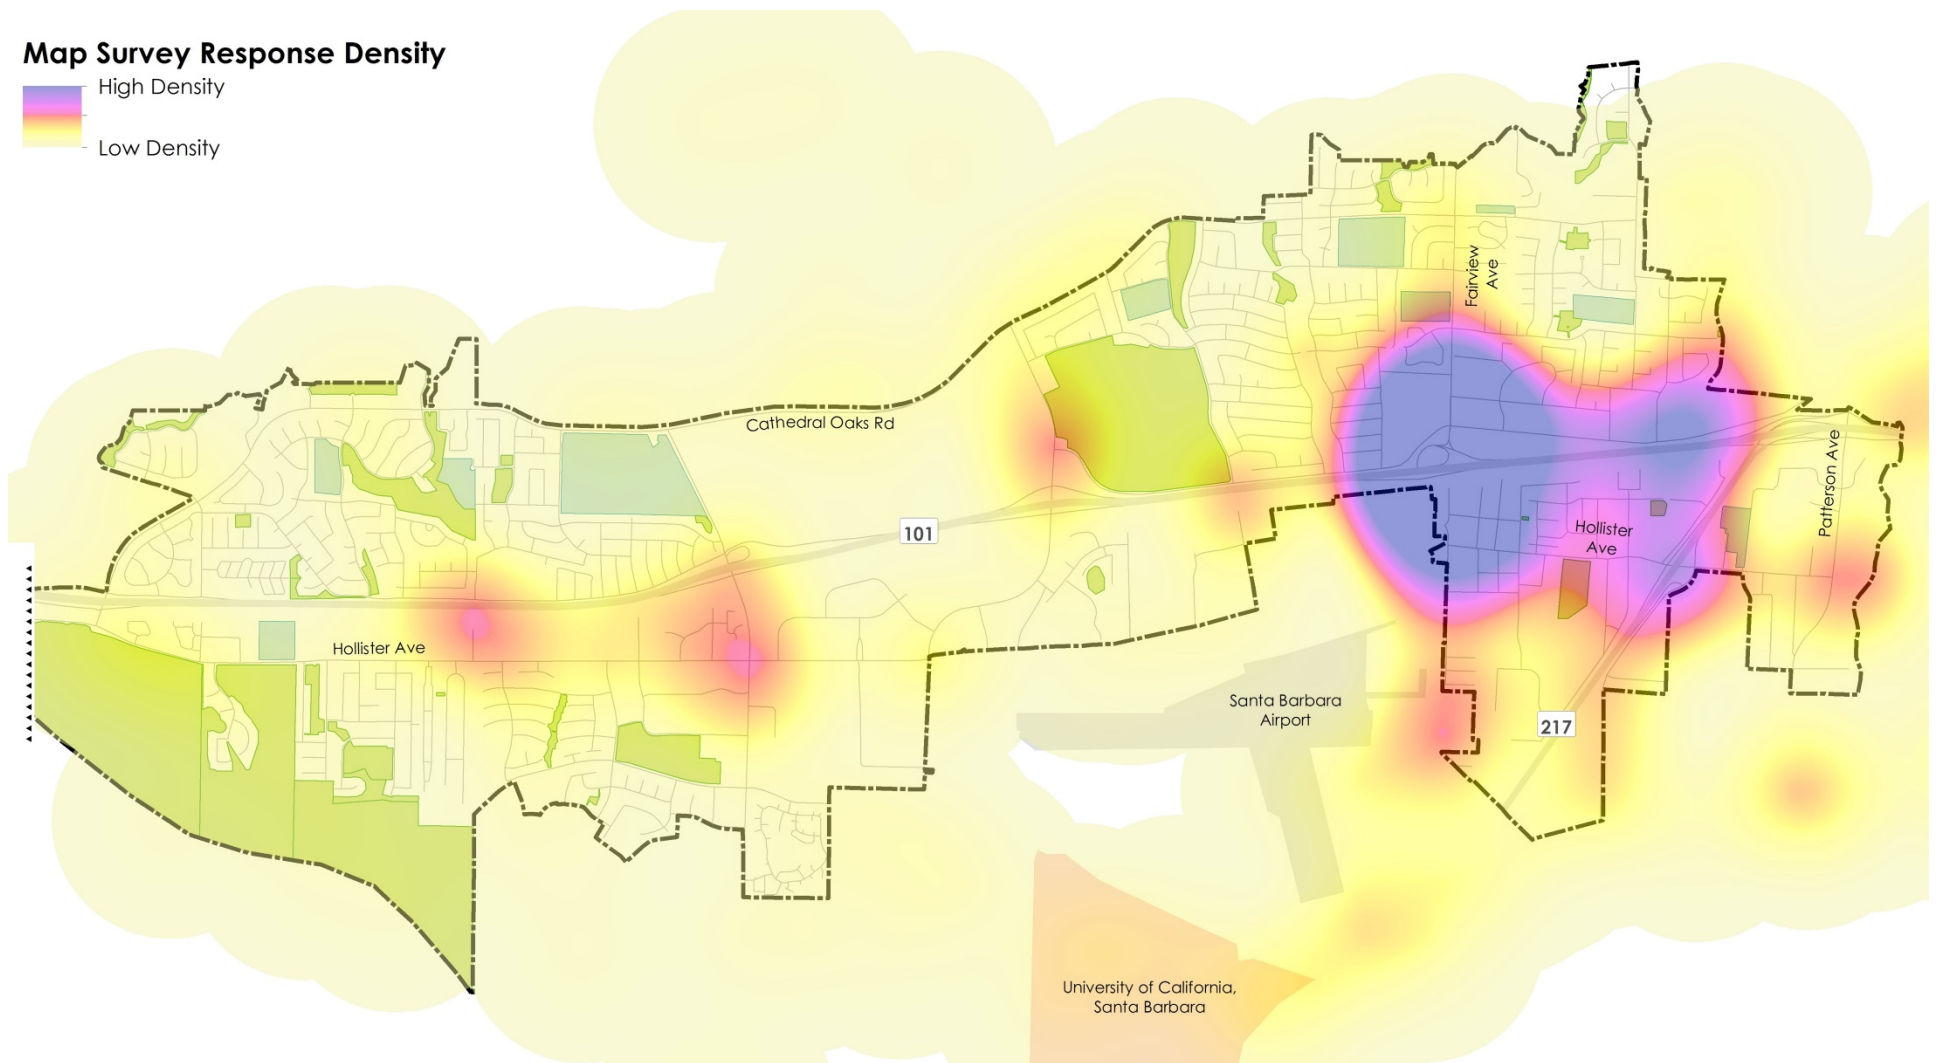 Map Survey Response Density
High Density
Low Density
Fairview
Ave
Cathedral Oaks Rd
Patterson Ave
101
Hollister
Ave
Hollister Ave
Santa Barbara
Airport
217
University of California,
Santa Barbara